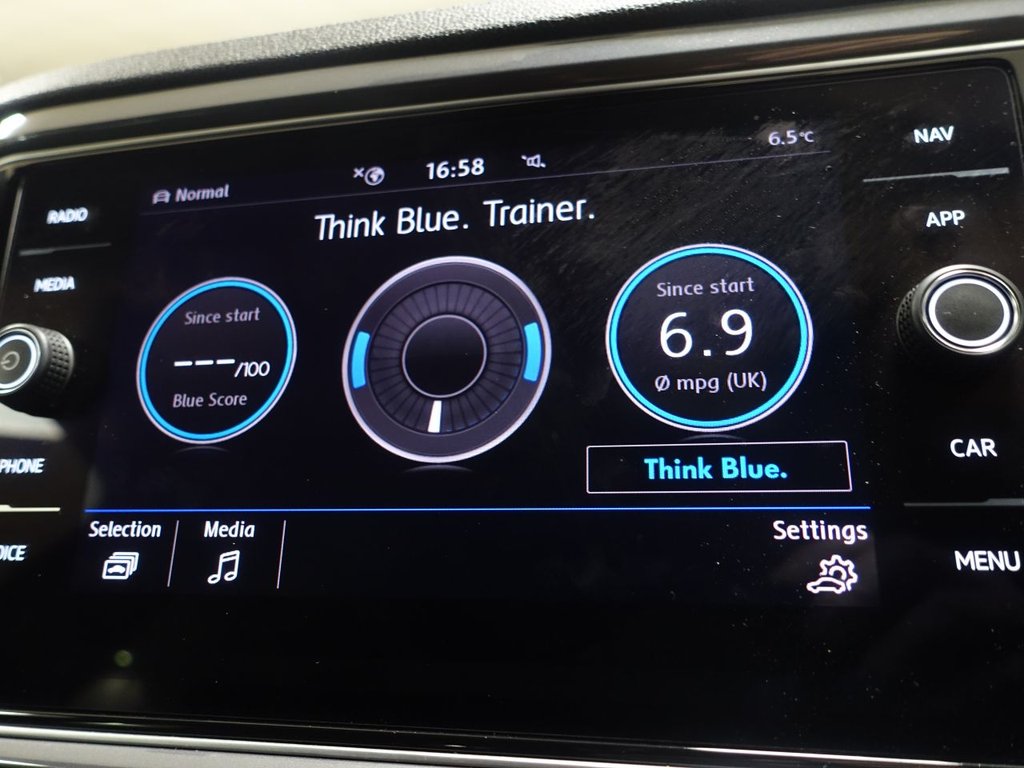 RADIO
MEDIA
PHONE
OICE
Normal
16:58
6.5°C
Think Blue. Trainer.
Since start
---/100
Blue Score
Since start
6.9
Ø mpg (UK)
Think Blue.
Selection
Media
Settings
NAV
APP
CAR
MENU